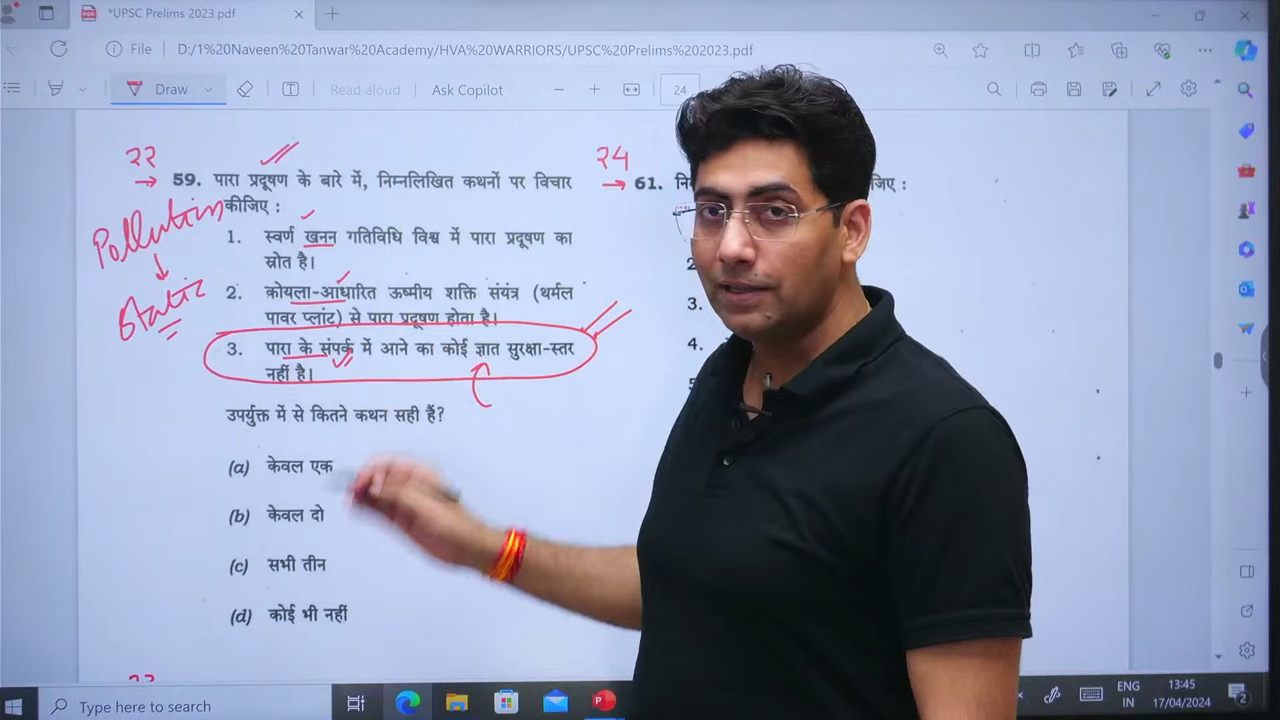 *UPSC Prelims 2023.pdf
File D:/1%20Naveen%20Tanwar%20Academy/HVA%20WARRIORS/UPSC%20Prelims%202023.pdf
Draw Read aloud Ask Copilot 24
२२
59. पारा प्रदूषण के बारे में, निम्नलिखित कथनों पर विचार
कीजिए :
Pollution
Static
1. स्वर्ण खनन गतिविधि विश्व में पारा प्रदूषण का
स्रोत है।
2. कोयला-आधारित ऊष्मीय शक्ति संयंत्र (थर्मल
पावर प्लांट) से पारा प्रदूषण होता है।
3. पारा के संपर्क में आने का कोई ज्ञात सुरक्षा-स्तर
नहीं है।
उपर्युक्त में से कितने कथन सही हैं?
(a) केवल एक
(b) केवल दो
(c) सभी तीन
(d) कोई भी नहीं
२४
61.
3.
4.
Type here to search
ENG
IN
13:45
17/04/2024
2